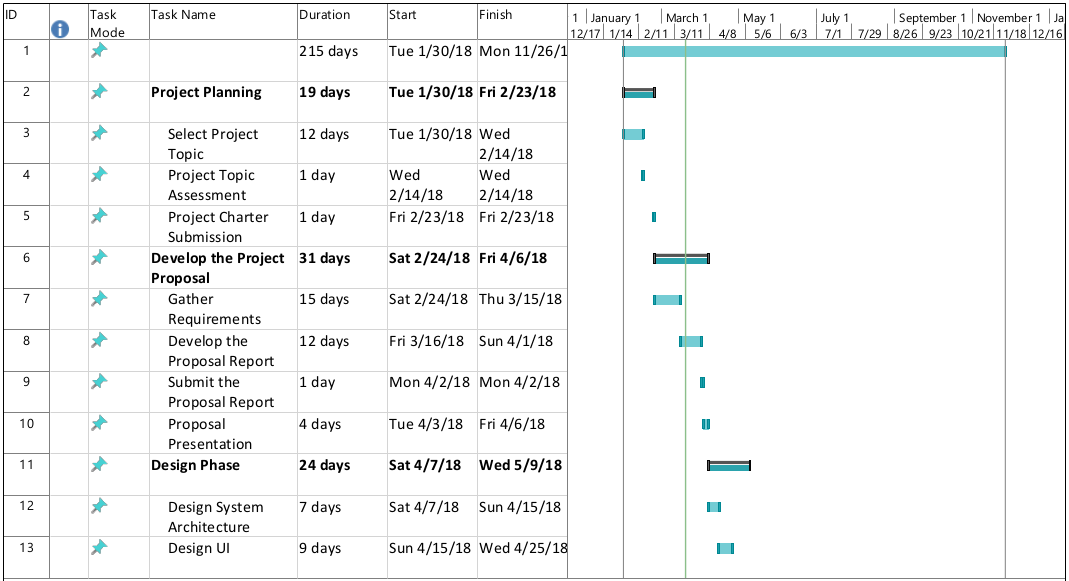 ID Task Mode Task Name Duration Start Finish
1 January 1 March 1 May 1 July 1 September 1 November 1 Ja
12/17 1/14 2/11 3/11 4/8 5/6 6/3 7/1 7/29 8/26 9/23 10/21 11/18 12/16
1 215 days Tue 1/30/18 Mon 11/26/1
2 Project Planning 19 days Tue 1/30/18 Fri 2/23/18
3 Select Project 12 days Tue 1/30/18 Wed
Topic 2/14/18
4 Project Topic 1 day Wed Wed
Assessment 2/14/18 2/14/18
5 Project Charter 1 day Fri 2/23/18 Fri 2/23/18
Submission
6 Develop the Project 31 days Sat 2/24/18 Fri 4/6/18
Proposal
7 Gather 15 days Sat 2/24/18 Thu 3/15/18
Requirements
8 Develop the 12 days Fri 3/16/18 Sun 4/1/18
Proposal Report
9 Submit the 1 day Mon 4/2/18 Mon 4/2/18
Proposal Report
10 Proposal 4 days Tue 4/3/18 Fri 4/6/18
Presentation
11 Design Phase 24 days Sat 4/7/18 Wed 5/9/18
12 Design System 7 days Sat 4/7/18 Sun 4/15/18
Architecture
13 Design UI 9 days Sun 4/15/18 Wed 4/25/18